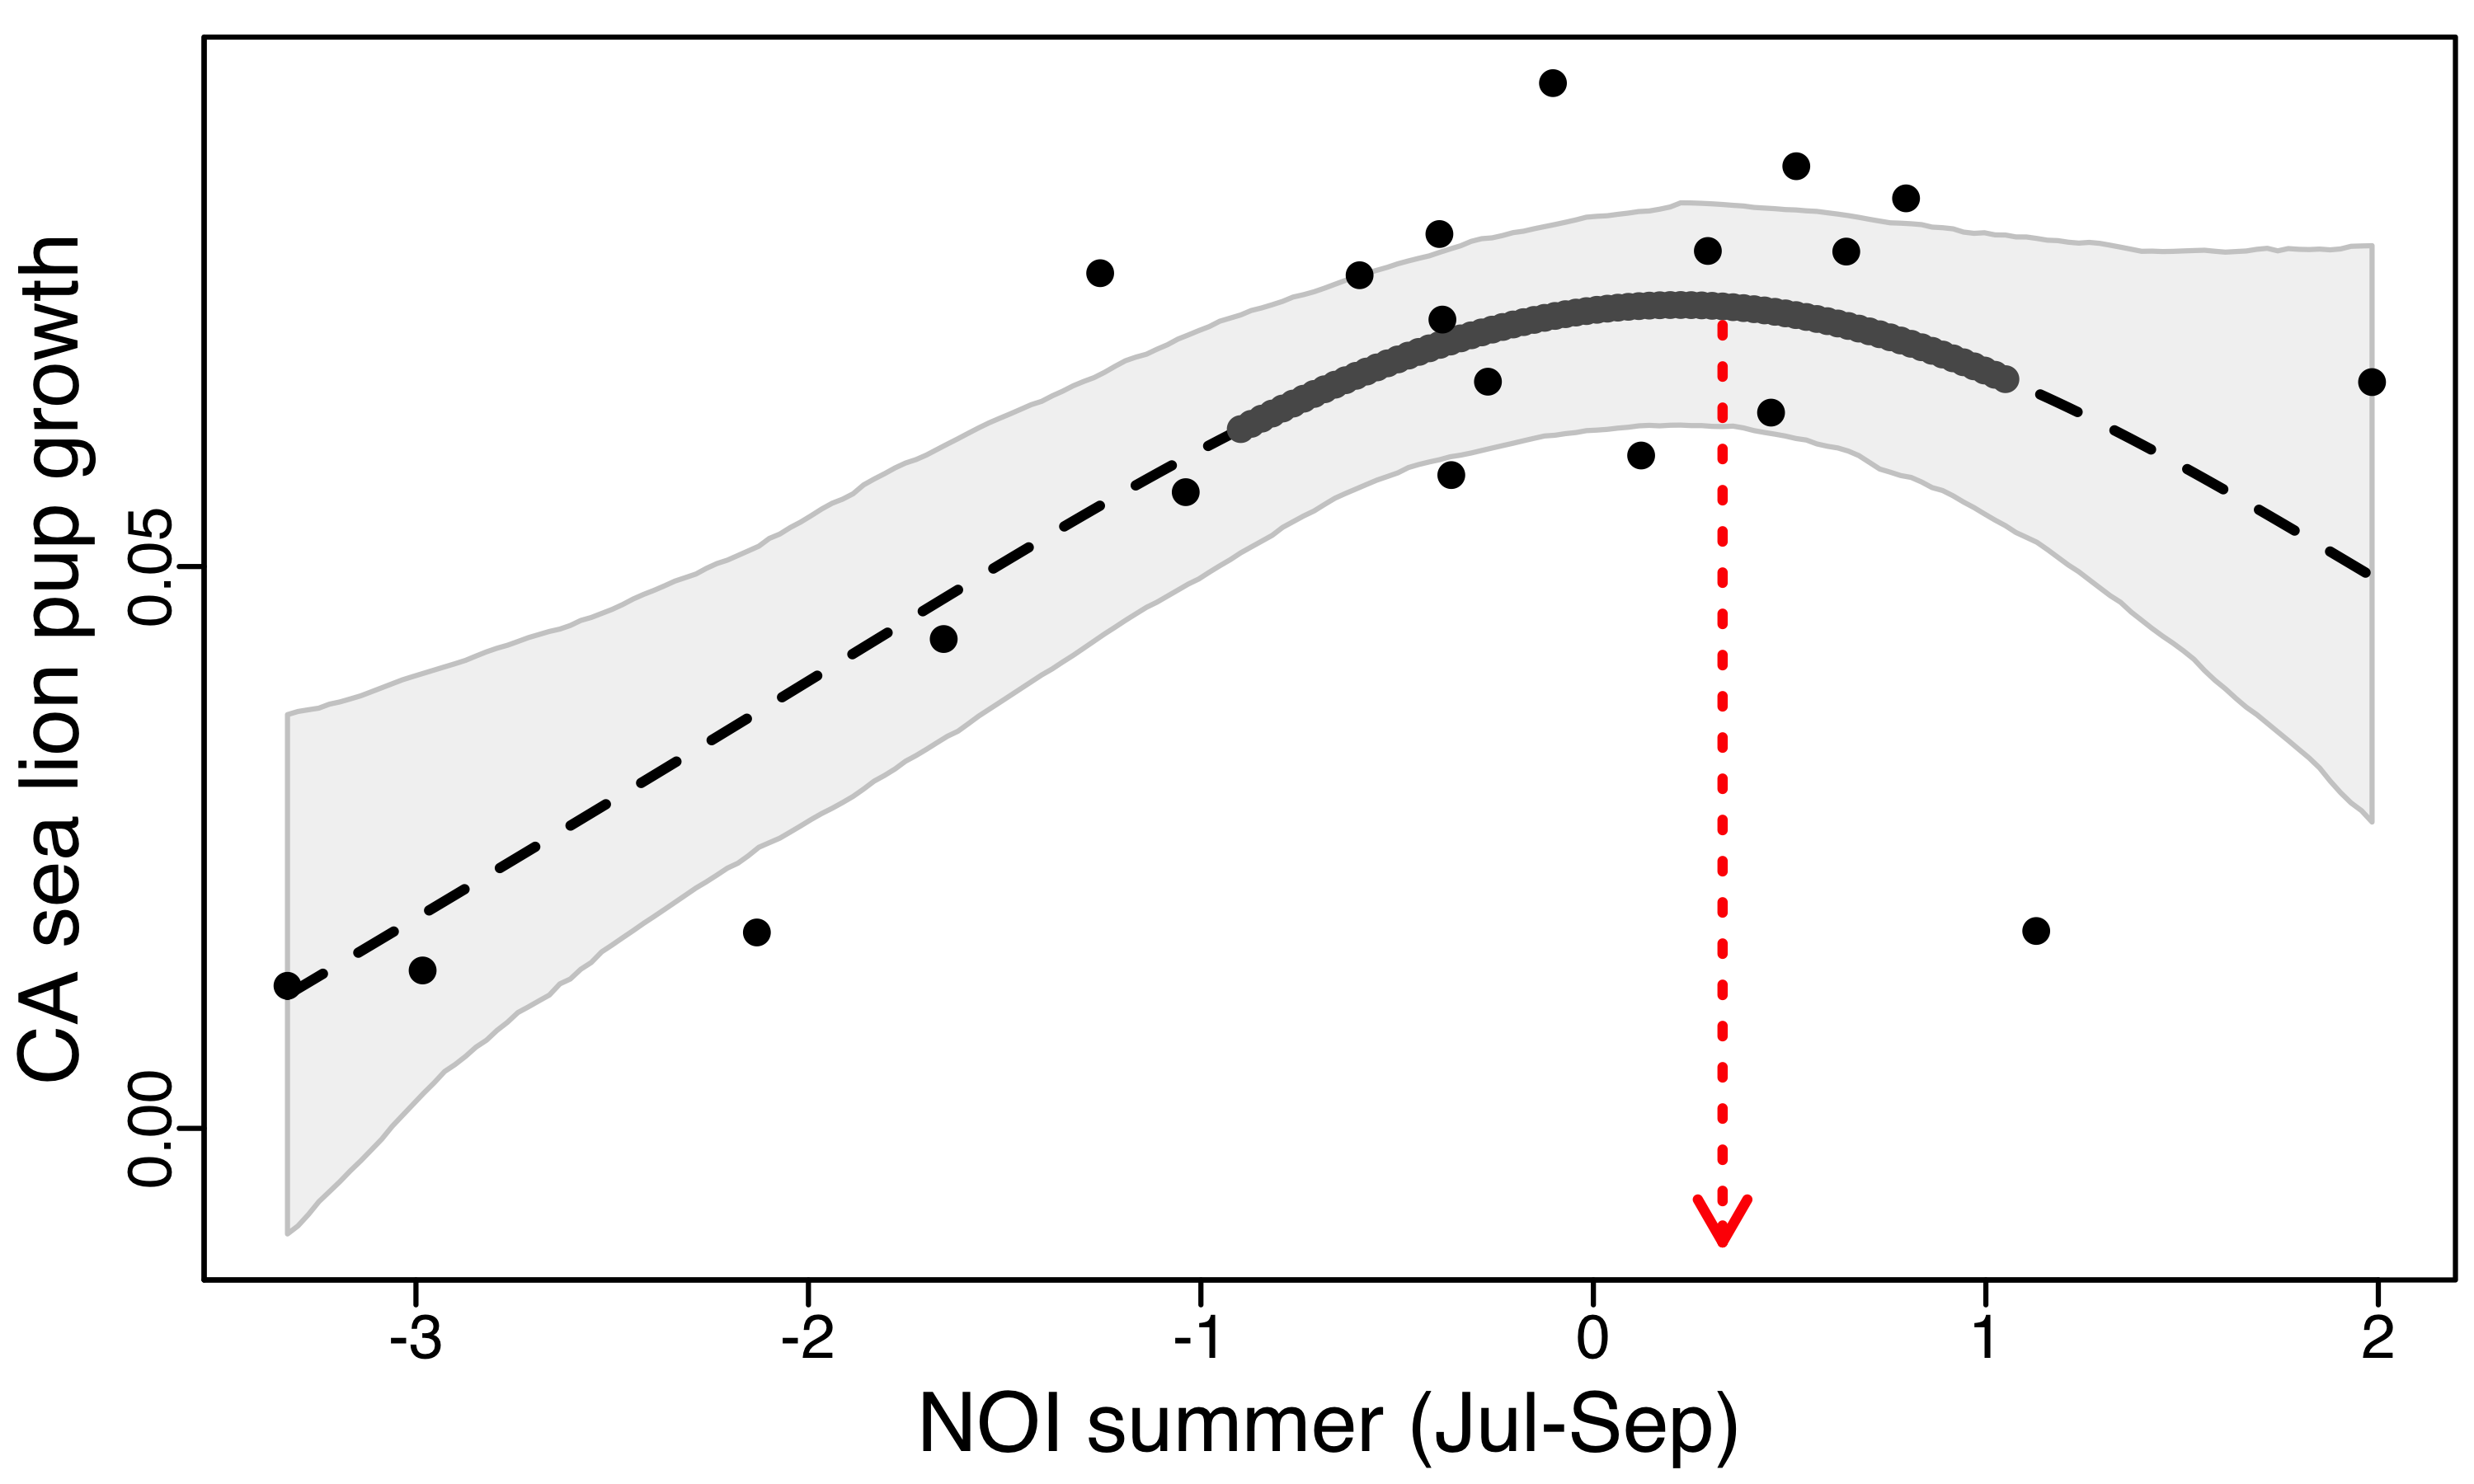 CA sea lion pup growth
0.05
0.00
-3 -2 -1 0 1 2
NOI summer (Jul-Sep)